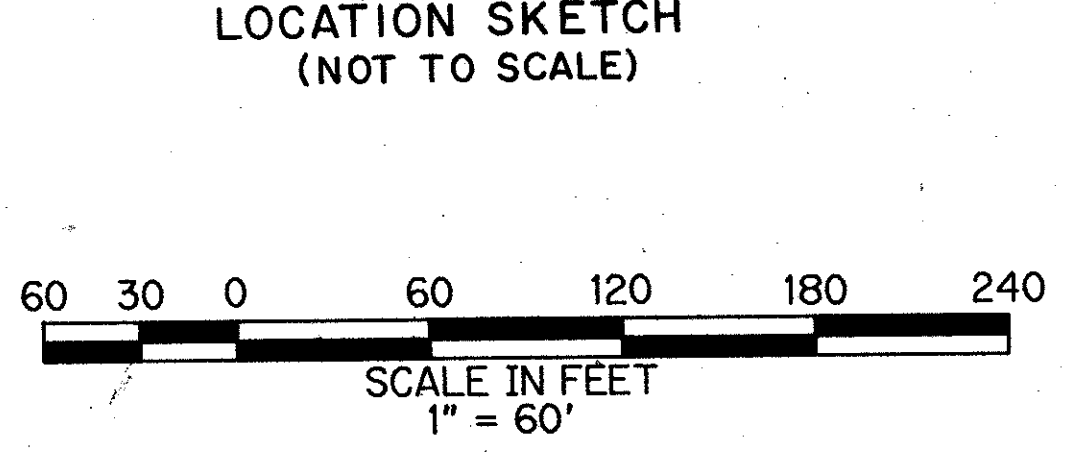 LOCATION SKETCH
(NOT TO SCALE)
60 30 0 60 120 180 240
SCALE IN FEET
1" = 60'